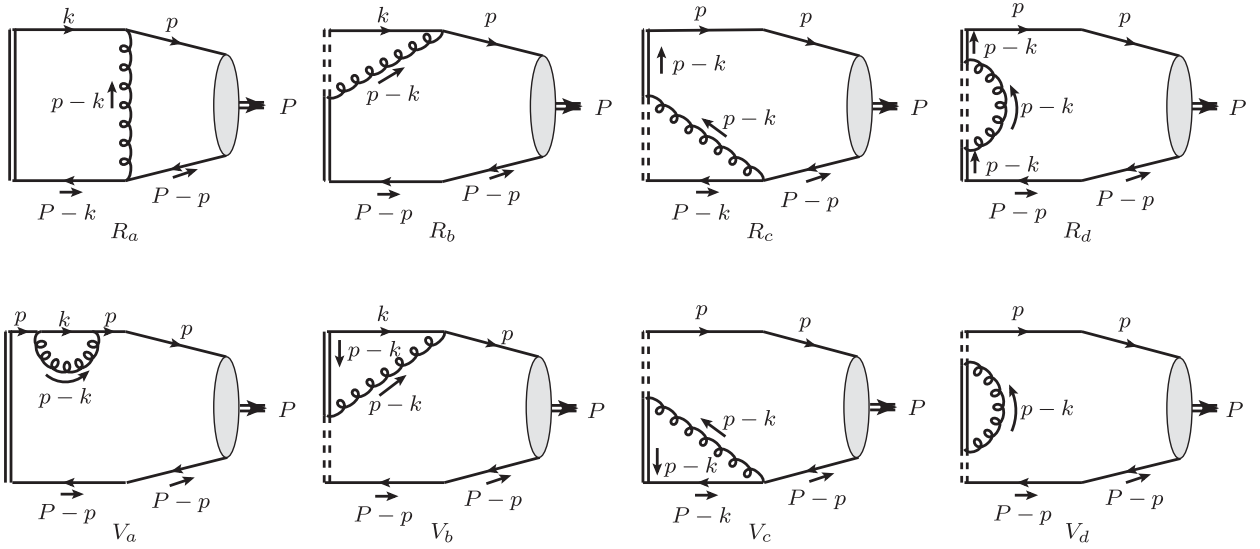 k p
p − k P
P − k P − p
R_a
k p
p − k P
P − p P − p
R_b
p p
p − k
p − k P
P − k P − p
R_c
p p
p − k
p − k P
p − k
P − p P − p
R_d
p k p p
p − k P
P − p P − p
V_a
k p
p − k
p − k P
P − p P − p
V_b
p p
p − k P
p − k
P − k P − p
V_c
p p
p − k P
P − p P − p
V_d